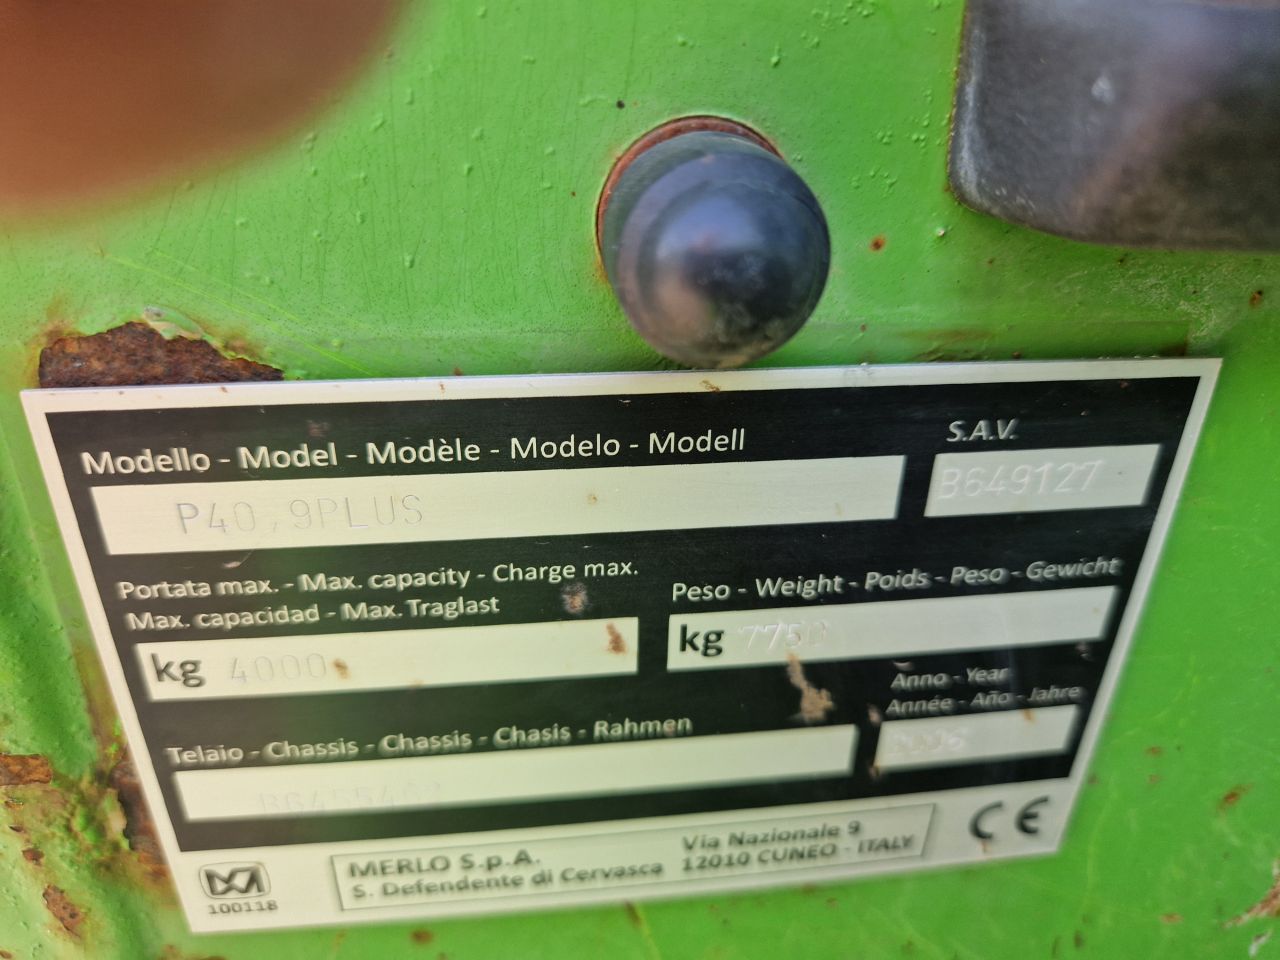 Modello - Model - Modèle - Modelo - Modell
S.A.V.
P40,9PLUS
B649127
Portata max. - Max. capacity - Charge max.
Max. capacidad - Max. Traglast
Peso - Weight - Poids - Peso - Gewicht
kg 4000
kg 7750
Anno - Year
Année - Año - Jahre
Telaio - Chassis - Chassis - Chasis - Rahmen
MERLO S.p.A.
S. Defendente di Cervasca
Via Nazionale 9
12010 CUNEO - ITALY
CE
100118